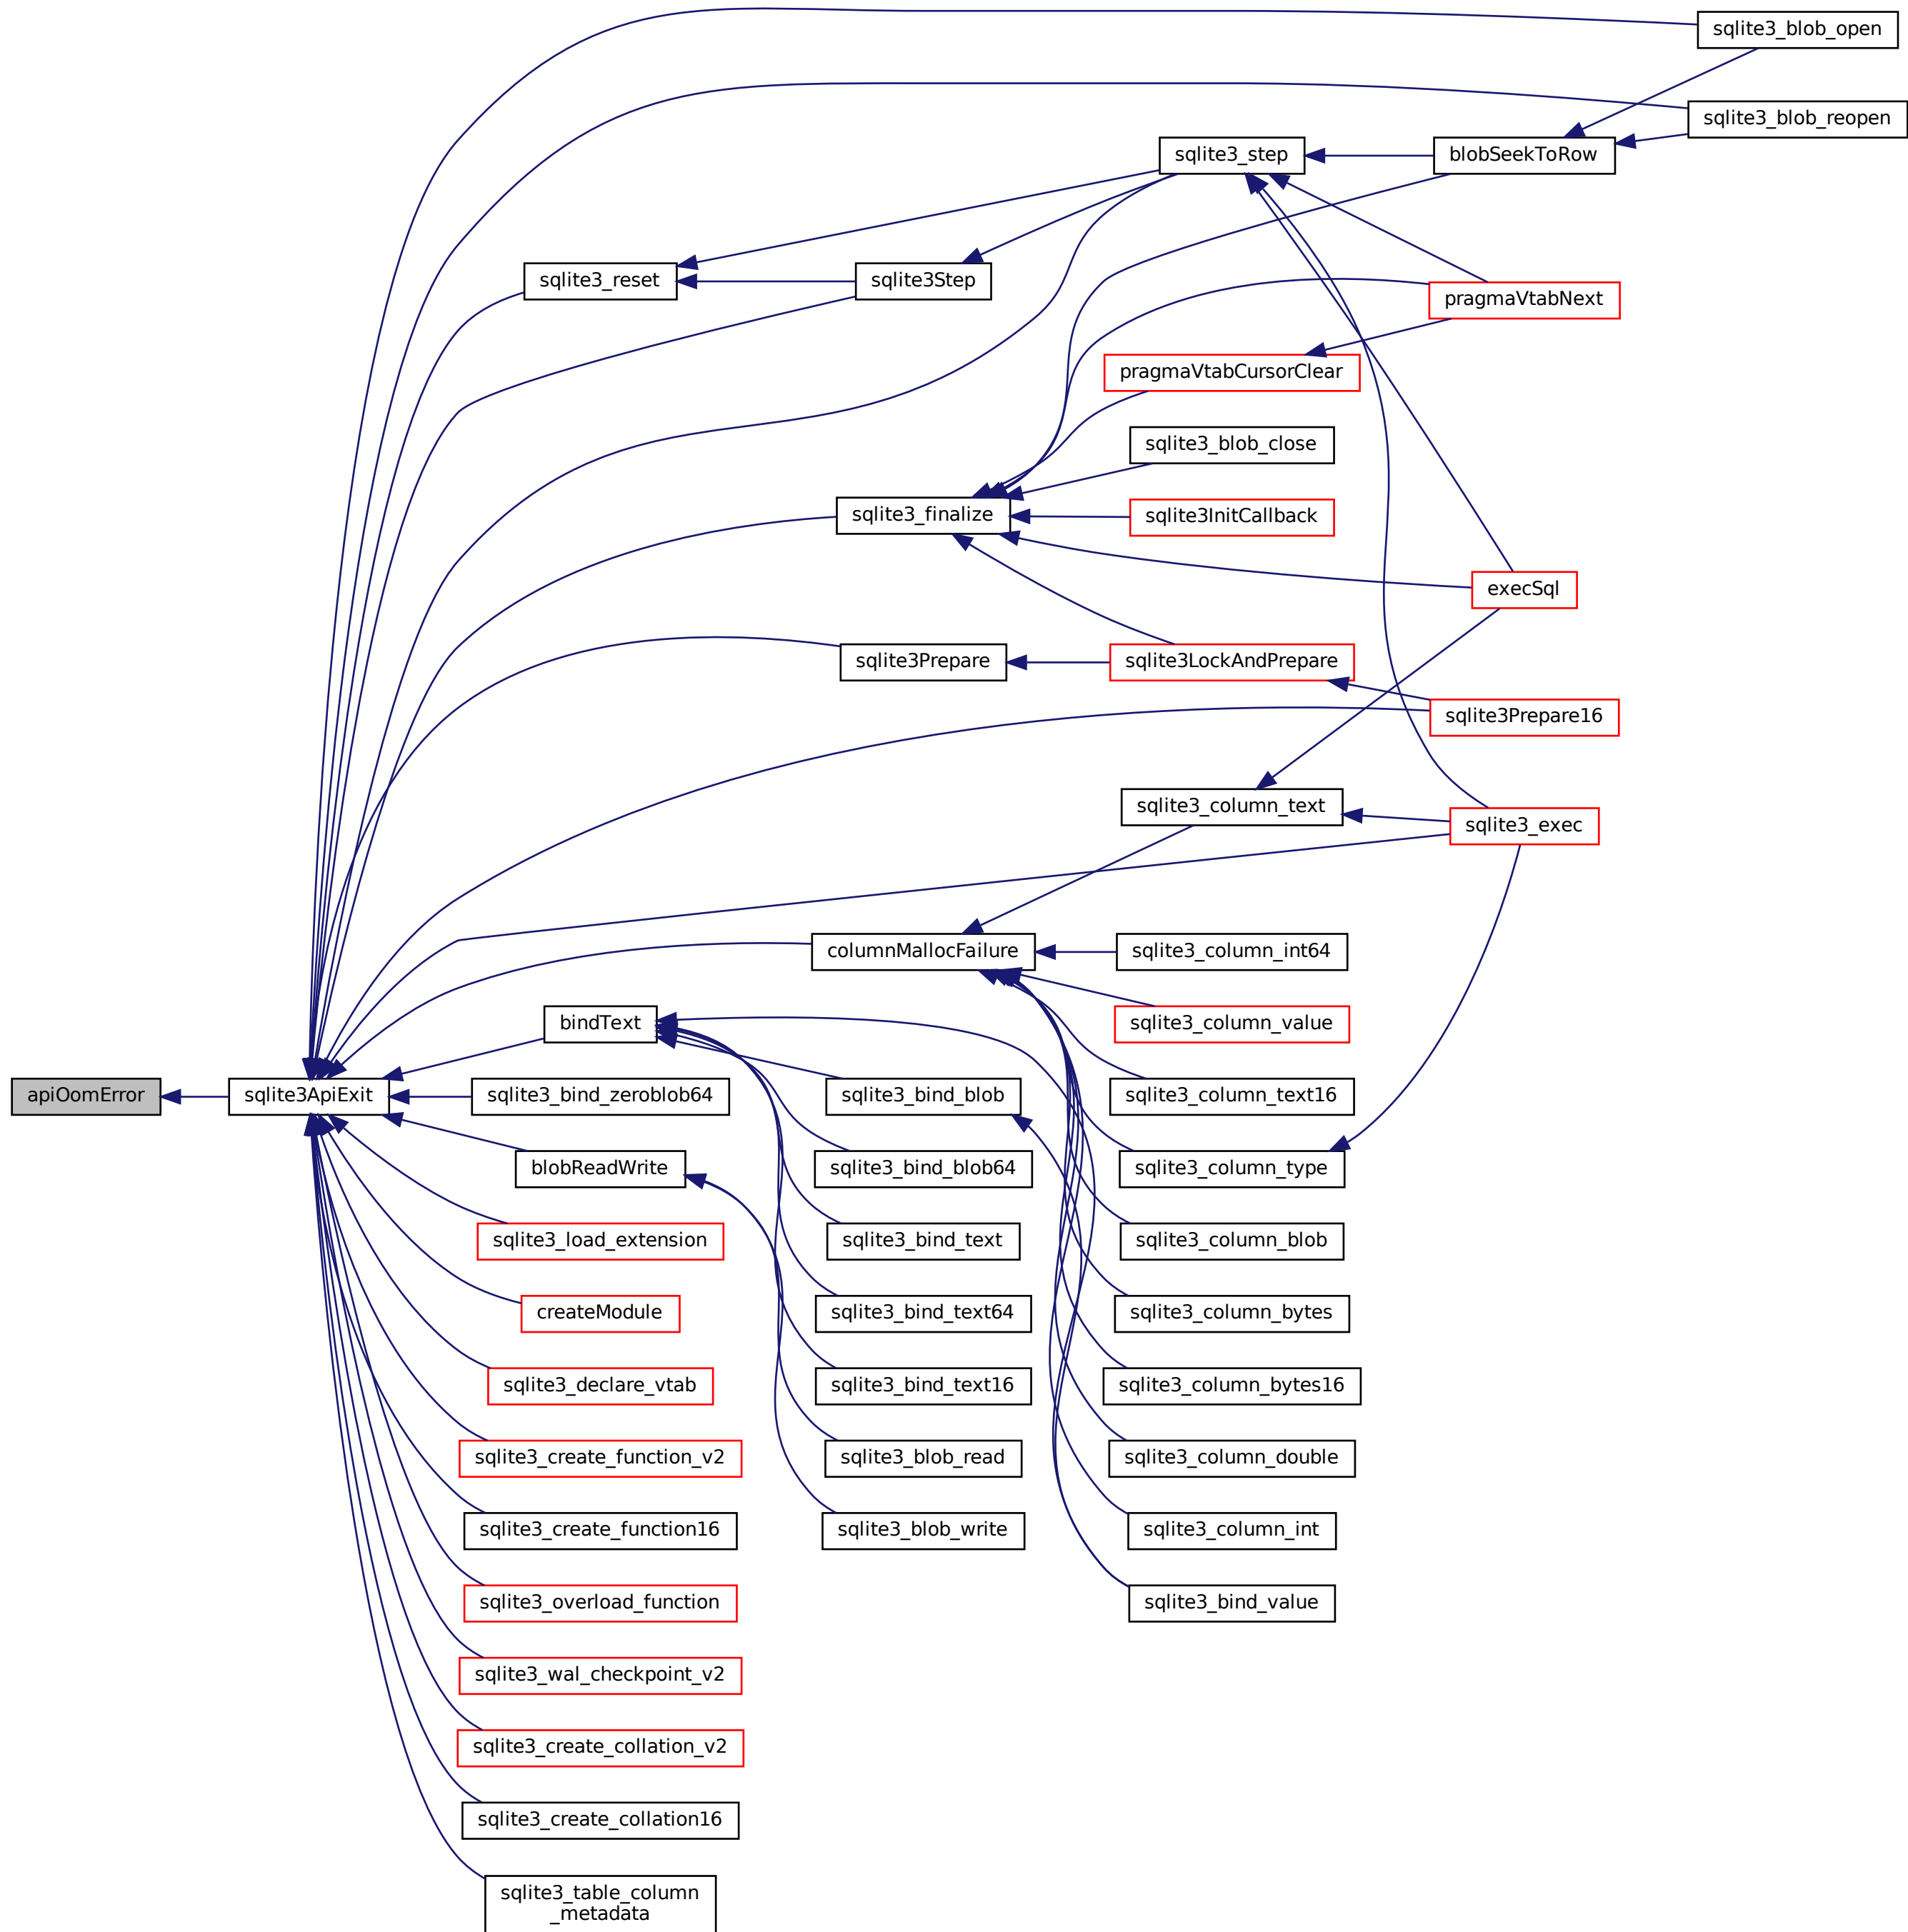 sqlite3_blob_open
sqlite3_blob_reopen
sqlite3_step
blobSeekToRow
sqlite3_reset
sqlite3Step
pragmaVtabNext
pragmaVtabCursorClear
sqlite3_blob_close
sqlite3_finalize
sqlite3InitCallback
execSql
sqlite3Prepare
sqlite3LockAndPrepare
sqlite3Prepare16
sqlite3_column_text
sqlite3_exec
columnMallocFailure
sqlite3_column_int64
bindText
sqlite3_column_value
apiOomError
sqlite3ApiExit
sqlite3_bind_zeroblob64
sqlite3_bind_blob
sqlite3_column_text16
blobReadWrite
sqlite3_bind_blob64
sqlite3_column_type
sqlite3_load_extension
sqlite3_bind_text
sqlite3_column_blob
createModule
sqlite3_bind_text64
sqlite3_column_bytes
sqlite3_declare_vtab
sqlite3_bind_text16
sqlite3_column_bytes16
sqlite3_create_function_v2
sqlite3_blob_read
sqlite3_column_double
sqlite3_create_function16
sqlite3_blob_write
sqlite3_column_int
sqlite3_overload_function
sqlite3_bind_value
sqlite3_wal_checkpoint_v2
sqlite3_create_collation_v2
sqlite3_create_collation16
sqlite3_table_column
_metadata